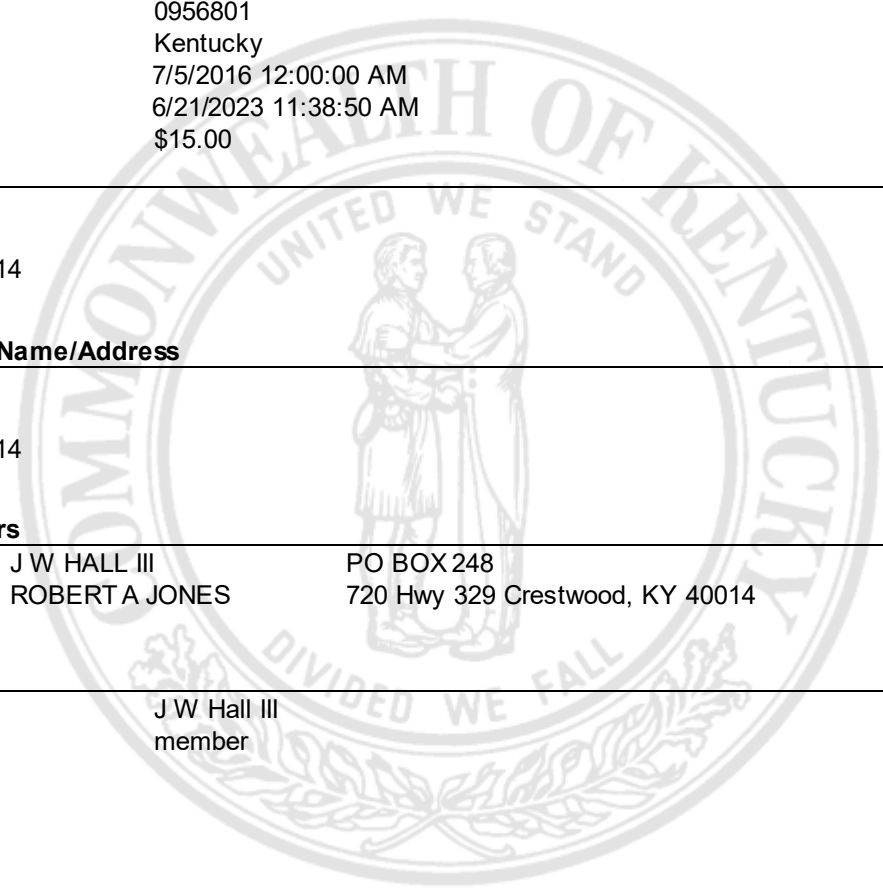 0956801
Kentucky
7/5/2016 12:00:00 AM
6/21/2023 11:38:50 AM
$15.00
COMMONWEALTH OF KENTUCKY
UNITED WE STAND
14
Name/Address
14
rs
J W HALL III PO BOX 248
ROBERT A JONES 720 Hwy 329 Crestwood, KY 40014
DIVIDED WE FALL
J W Hall III
member